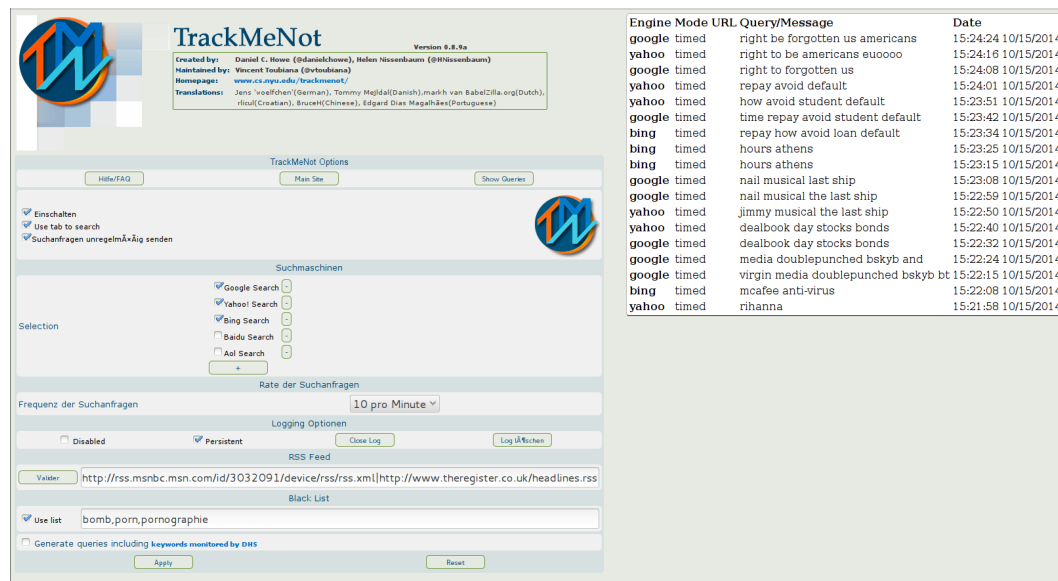 TrackMeNot
Version 0.8.9a
Created by: Daniel C. Howe (@danielchowe), Helen Nissenbaum (@HNissenbaum)
Maintained by: Vincent Toubiana (@vtoubiana)
Homepage: www.cs.nyu.edu/trackmenot/
Translations: Jens 'voelfchen'(German), Tommy Mejldal(Danish),markh van BabelZilla.org(Dutch),
rlicul(Croatian), BruceH(Chinese), Edgard Dias Magalhães(Portuguese)
TrackMeNot Options
Hilfe/FAQ Main Site Show Queries
Einschalten
Use tab to search
Suchanfragen unregelmÃ×Ãig senden
Suchmaschinen
Google Search -
Yahoo! Search -
Selection
Bing Search -
Baidu Search -
Aol Search -
+
Rate der Suchanfragen
Frequenz der Suchanfragen 10 pro Minute
Logging Optionen
Disabled Persistent Close Log Log lÃ¶schen
RSS Feed
Valider http://rss.msnbc.msn.com/id/3032091/device/rss/rss.xml|http://www.theregister.co.uk/headlines.rss
Black List
Use list bomb,porn,pornographie
Generate queries including keywords monitored by DHS
Apply Reset
Engine Mode URL Query/Message Date
google timed right be forgotten us americans 15:24:24 10/15/2014
yahoo timed right to be americans euoooo 15:24:16 10/15/2014
google timed right to forgotten us 15:24:08 10/15/2014
yahoo timed repay avoid default 15:24:01 10/15/2014
yahoo timed how avoid student default 15:23:51 10/15/2014
google timed time repay avoid student default 15:23:42 10/15/2014
bing timed repay how avoid loan default 15:23:34 10/15/2014
bing timed hours athens 15:23:25 10/15/2014
bing timed hours athens 15:23:15 10/15/2014
google timed nail musical last ship 15:23:08 10/15/2014
google timed nail musical the last ship 15:22:59 10/15/2014
yahoo timed jimmy musical the last ship 15:22:50 10/15/2014
yahoo timed dealbook day stocks bonds 15:22:40 10/15/2014
google timed dealbook day stocks bonds 15:22:32 10/15/2014
google timed media doublepunched bskyb and 15:22:24 10/15/2014
google timed virgin media doublepunched bskyb bt 15:22:15 10/15/2014
bing timed mcafee anti-virus 15:22:08 10/15/2014
yahoo timed rihanna 15:21:58 10/15/2014